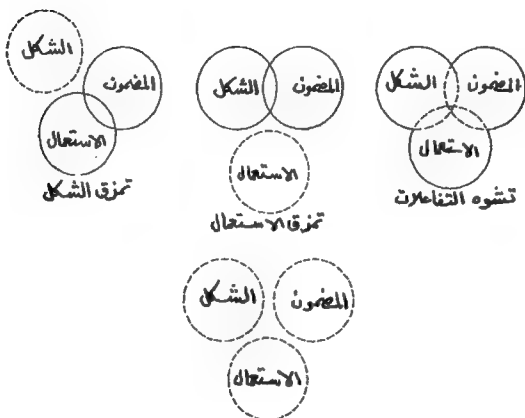 الشكل
المضمون
الاستعمال
تشوه التفاعلات
الشكل
المضمون
الاستعمال
تمزق الاستعمال
الشكل
المضمون
الاستعمال
تمزق الشكل
الشكل
المضمون
الاستعمال